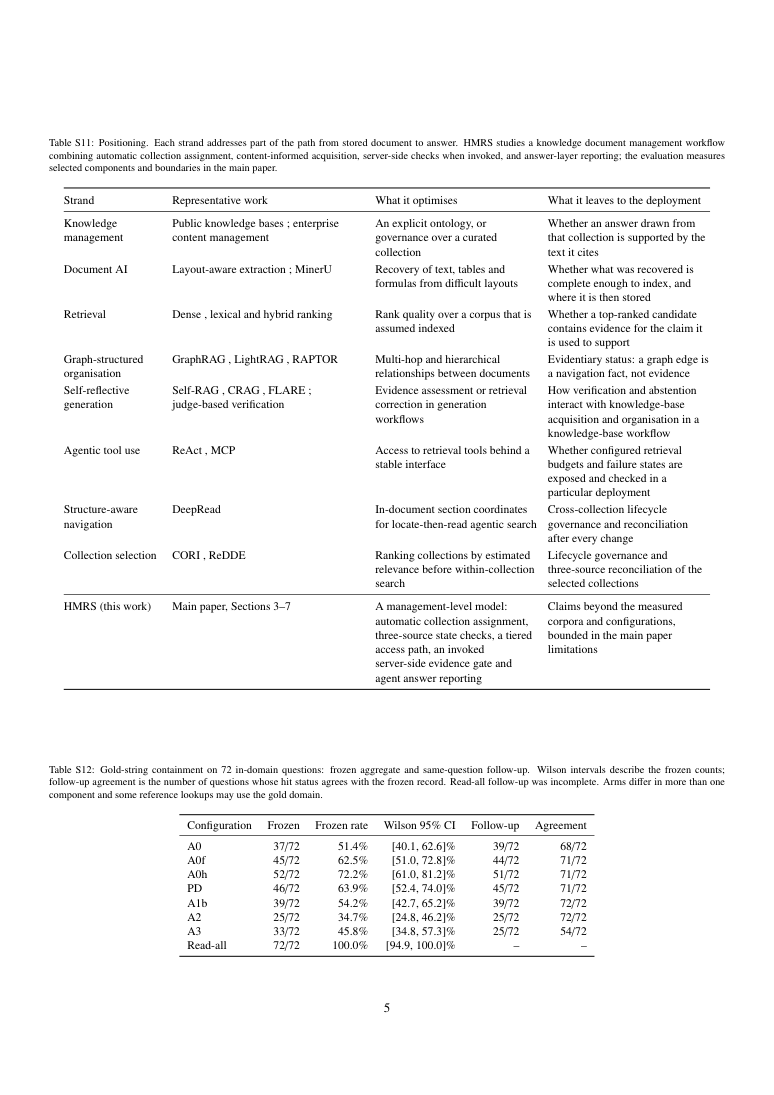 Table S11: Positioning. Each strand addresses part of the path from stored document to answer. HMRS studies a knowledge document management workflow
combining automatic collection assignment, content-informed acquisition, server-side checks when invoked, and answer-layer reporting; the evaluation measures
selected components and boundaries in the main paper.
Strand Representative work What it optimises What it leaves to the deployment
Knowledge Public knowledge bases ; enterprise An explicit ontology, or Whether an answer drawn from
management content management governance over a curated that collection is supported by the
collection text it cites
Document AI Layout-aware extraction ; MinerU Recovery of text, tables and Whether what was recovered is
formulas from difficult layouts complete enough to index, and
where it is then stored
Retrieval Dense , lexical and hybrid ranking Rank quality over a corpus that is Whether a top-ranked candidate
assumed indexed contains evidence for the claim it
is used to support
Graph-structured GraphRAG , LightRAG , RAPTOR Multi-hop and hierarchical Evidentiary status: a graph edge is
organisation relationships between documents a navigation fact, not evidence
Self-reflective Self-RAG , CRAG , FLARE ; Evidence assessment or retrieval How verification and abstention
generation judge-based verification correction in generation interact with knowledge-base
workflows acquisition and organisation in a
knowledge-base workflow
Agentic tool use ReAct , MCP Access to retrieval tools behind a Whether configured retrieval
stable interface budgets and failure states are
exposed and checked in a
particular deployment
Structure-aware DeepRead In-document section coordinates Cross-collection lifecycle
navigation for locate-then-read agentic search governance and reconciliation
after every change
Collection selection CORI , ReDDE Ranking collections by estimated Lifecycle governance and
relevance before within-collection three-source reconciliation of the
search selected collections
HMRS (this work) Main paper, Sections 3–7 A management-level model: Claims beyond the measured
automatic collection assignment, corpora and configurations,
three-source state checks, a tiered bounded in the main paper
access path, an invoked limitations
server-side evidence gate and
agent answer reporting
Table S12: Gold-string containment on 72 in-domain questions: frozen aggregate and same-question follow-up. Wilson intervals describe the frozen counts;
follow-up agreement is the number of questions whose hit status agrees with the frozen record. Read-all follow-up was incomplete. Arms differ in more than one
component and some reference lookups may use the gold domain.
Configuration Frozen Frozen rate Wilson 95% CI Follow-up Agreement
A0 37/72 51.4% [40.1, 62.6]% 39/72 68/72
A0f 45/72 62.5% [51.0, 72.8]% 44/72 71/72
A0h 52/72 72.2% [61.0, 81.2]% 51/72 71/72
PD 46/72 63.9% [52.4, 74.0]% 45/72 71/72
A1b 39/72 54.2% [42.7, 65.2]% 39/72 72/72
A2 25/72 34.7% [24.8, 46.2]% 25/72 72/72
A3 33/72 45.8% [34.8, 57.3]% 25/72 54/72
Read-all 72/72 100.0% [94.9, 100.0]% – –
5